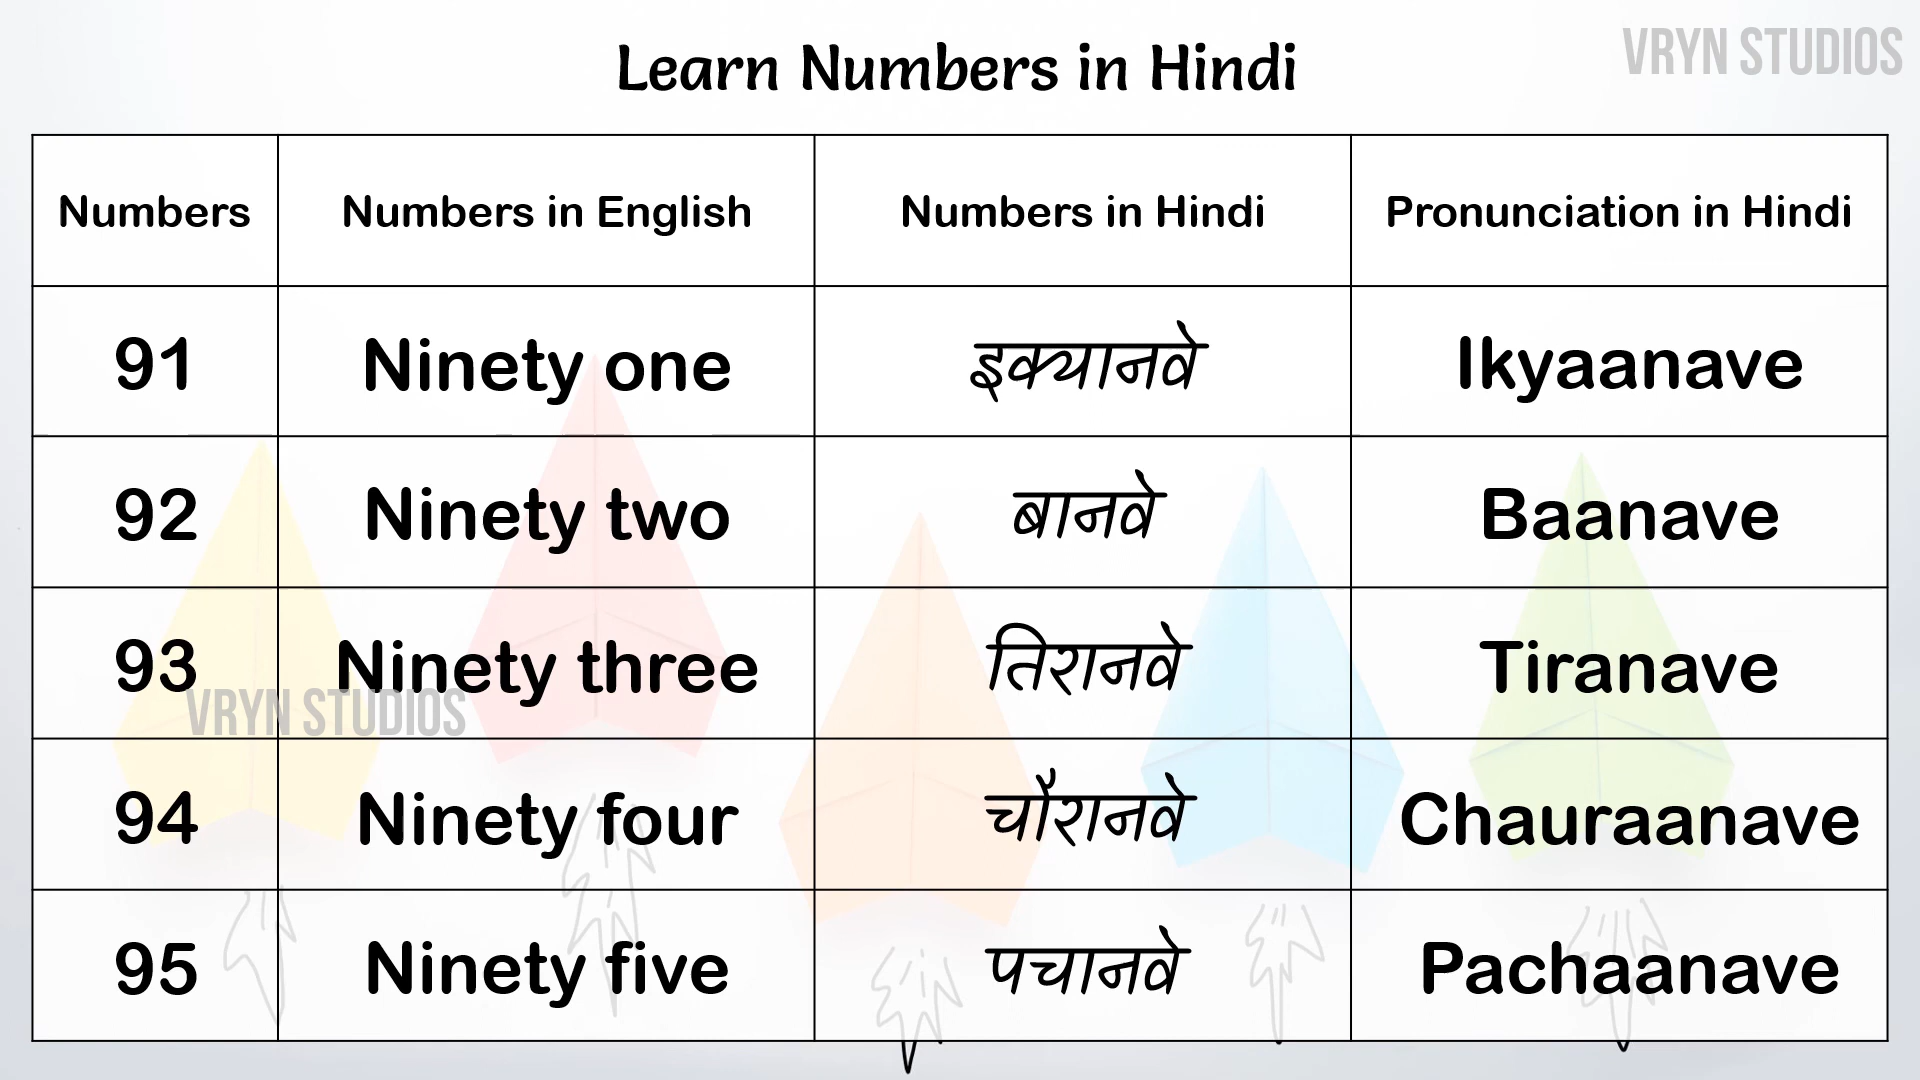 Learn Numbers in Hindi
VRYN STUDIOS
Numbers Numbers in English Numbers in Hindi Pronunciation in Hindi
91 Ninety one इक्यानवे Ikyaanave
92 Ninety two बानवे Baanave
93 Ninety three तिरानवे Tiranave
VRYN STUDIOS
94 Ninety four चौरानवे Chauraanave
95 Ninety five पचानवे Pachaanave